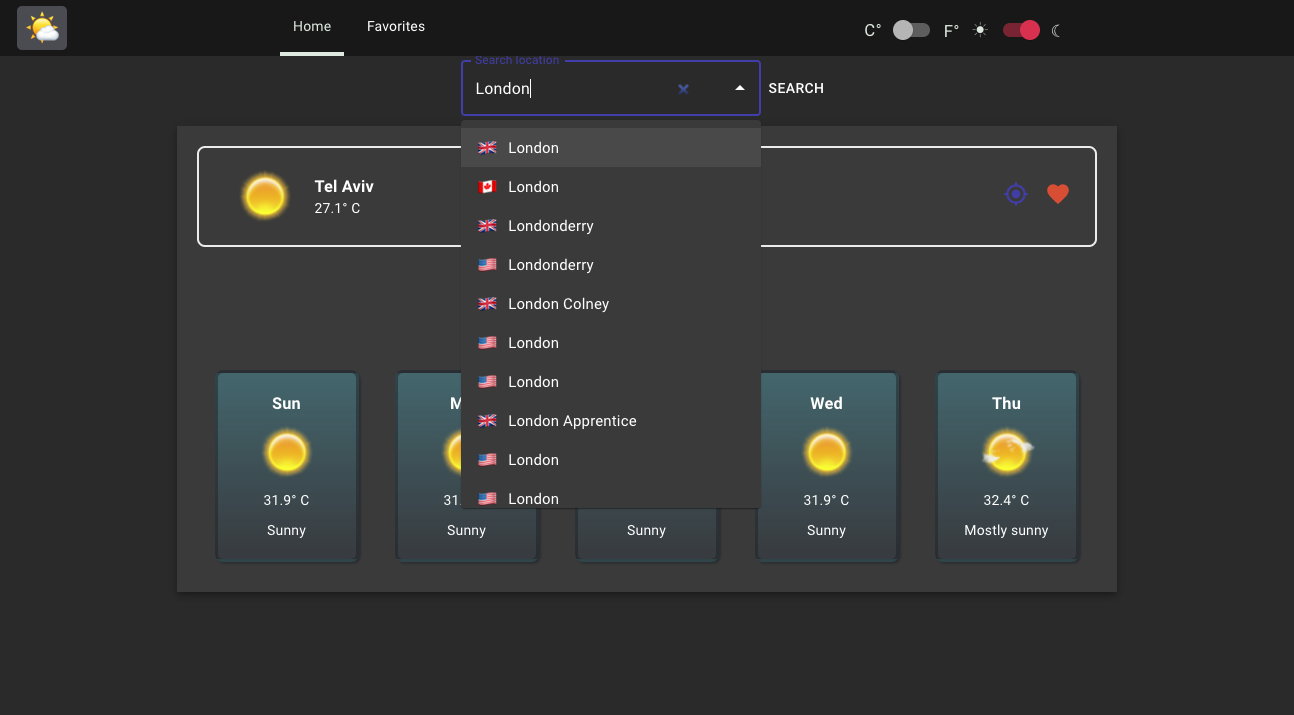 Home
Favorites
C°
F°
Search location
London
SEARCH
London
London
Londonderry
Londonderry
London Colney
London
London
London Apprentice
London
London
Tel Aviv
27.1° C
Sun
31.9° C
Sunny
M
31.
Sunny
Sunny
Wed
31.9° C
Sunny
Thu
32.4° C
Mostly sunny